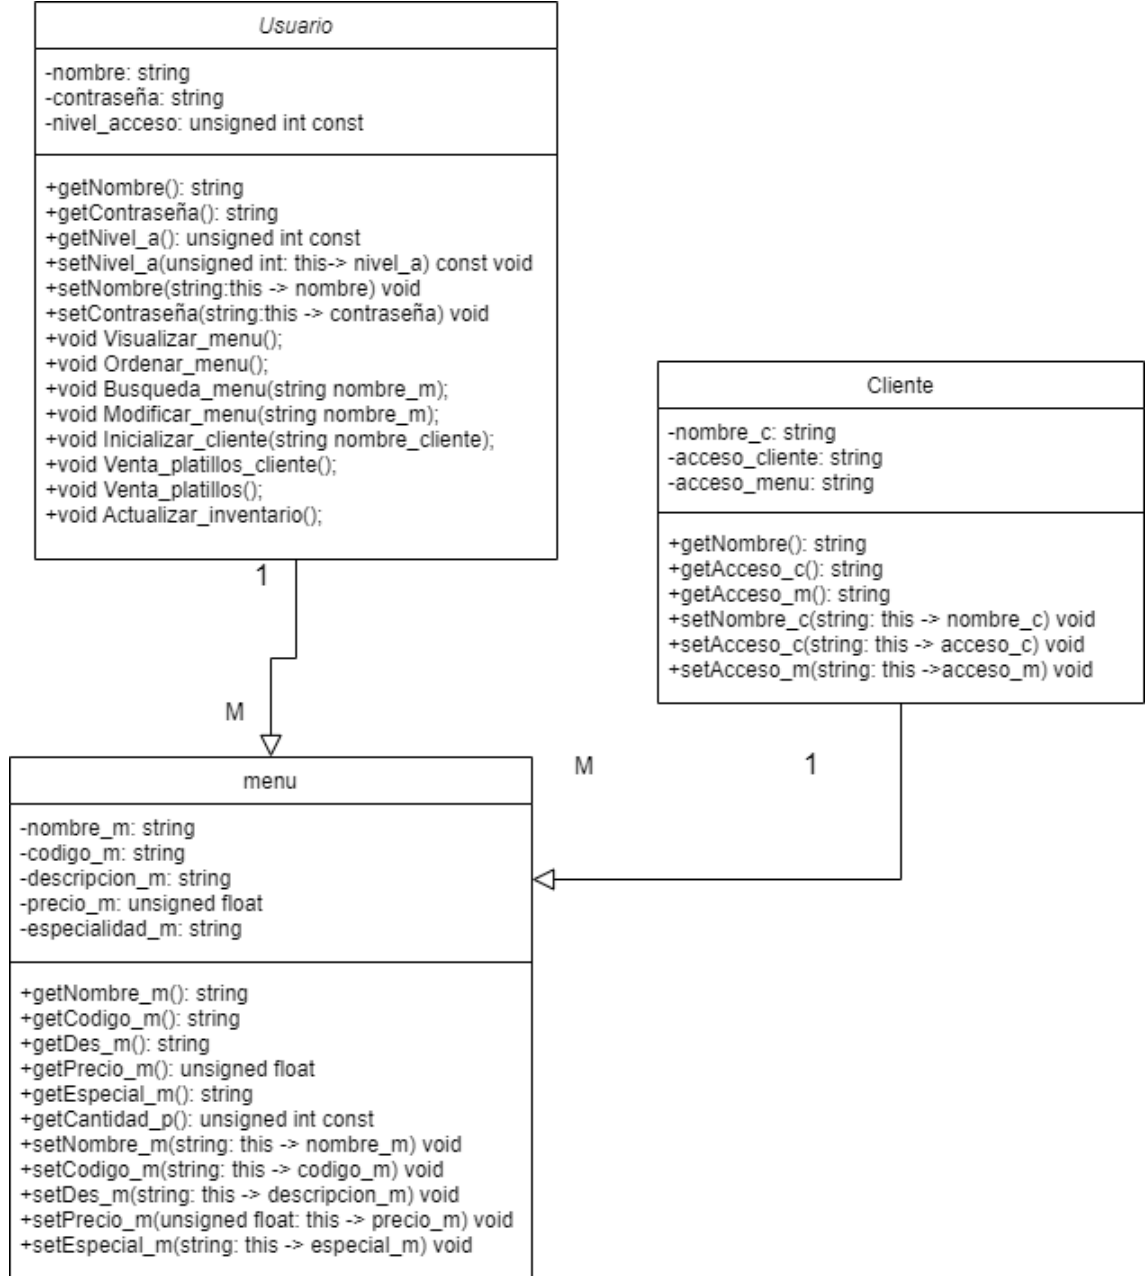 Usuario
-nombre: string
-contraseña: string
-nivel_acceso: unsigned int const
+getNombre(): string
+getContraseña(): string
+getNivel_a(): unsigned int const
+setNivel_a(unsigned int: this-> nivel_a) const void
+setNombre(string:this -> nombre) void
+setContraseña(string:this -> contraseña) void
+void Visualizar_menu();
+void Ordenar_menu();
+void Busqueda_menu(string nombre_m);
+void Modificar_menu(string nombre_m);
+void Inicializar_cliente(string nombre_cliente);
+void Venta_platillos_cliente();
+void Venta_platillos();
+void Actualizar_inventario();
Cliente
-nombre_c: string
-acceso_cliente: string
-acceso_menu: string
+getNombre(): string
+getAcceso_c(): string
+getAcceso_m(): string
+setNombre_c(string: this -> nombre_c) void
+setAcceso_c(string: this -> acceso_c) void
+setAcceso_m(string: this ->acceso_m) void
1
M
M
1
menu
-nombre_m: string
-codigo_m: string
-descripcion_m: string
-precio_m: unsigned float
-especialidad_m: string
+getNombre_m(): string
+getCodigo_m(): string
+getDes_m(): string
+getPrecio_m(): unsigned float
+getEspecial_m(): string
+getCantidad_p(): unsigned int const
+setNombre_m(string: this -> nombre_m) void
+setCodigo_m(string: this -> codigo_m) void
+setDes_m(string: this -> descripcion_m) void
+setPrecio_m(unsigned float: this -> precio_m) void
+setEspecial_m(string: this -> especial_m) void